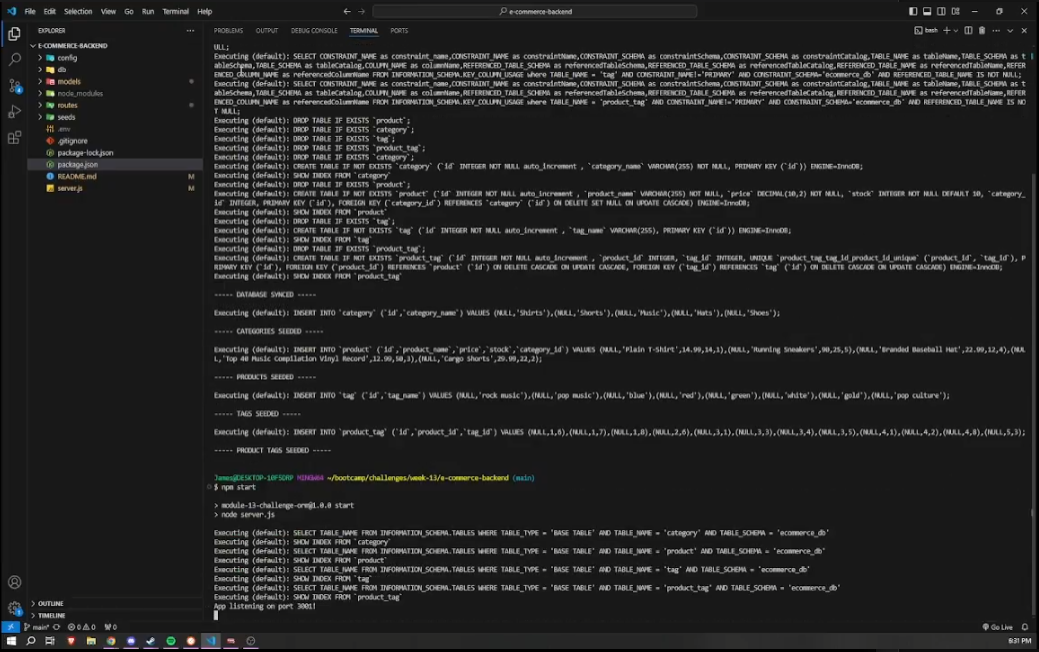 File Edit Selection View Go Run Terminal Help
e-commerce-backend
EXPLORER
PROBLEMS OUTPUT DEBUG CONSOLE TERMINAL PORTS
bash
E-COMMERCE-BACKEND
config
db
models
node_modules
routes
seeds
.env
.gitignore
package-lock.json
package.json
README.md M
server.js M
OUTLINE
TIMELINE
ULL;
Executing (default): SELECT CONSTRAINT_NAME as constraint_name,CONSTRAINT_NAME as constraintName,CONSTRAINT_SCHEMA as constraintSchema,CONSTRAINT_SCHEMA as constraintCatalog,TABLE_NAME as tableName,TABLE_SCHEMA as t
ableSchema,TABLE_SCHEMA as tableCatalog,COLUMN_NAME as columnName,REFERENCED_TABLE_SCHEMA as referencedTableSchema,REFERENCED_TABLE_SCHEMA as referencedTableCatalog,REFERENCED_TABLE_NAME as referencedTableName,REFER
ENCED_COLUMN_NAME as referencedColumnName FROM INFORMATION_SCHEMA.KEY_COLUMN_USAGE where TABLE_NAME = 'tag' AND CONSTRAINT_NAME!='PRIMARY' AND CONSTRAINT_SCHEMA='ecommerce_db' AND REFERENCED_TABLE_NAME IS NOT NULL;
Executing (default): SELECT CONSTRAINT_NAME as constraint_name,CONSTRAINT_NAME as constraintName,CONSTRAINT_SCHEMA as constraintSchema,CONSTRAINT_SCHEMA as constraintCatalog,TABLE_NAME as tableName,TABLE_SCHEMA as t
ableSchema,TABLE_SCHEMA as tableCatalog,COLUMN_NAME as columnName,REFERENCED_TABLE_SCHEMA as referencedTableSchema,REFERENCED_TABLE_SCHEMA as referencedTableCatalog,REFERENCED_TABLE_NAME as referencedTableName,REFER
ENCED_COLUMN_NAME as referencedColumnName FROM INFORMATION_SCHEMA.KEY_COLUMN_USAGE where TABLE_NAME = 'product_tag' AND CONSTRAINT_NAME!='PRIMARY' AND CONSTRAINT_SCHEMA='ecommerce_db' AND REFERENCED_TABLE_NAME IS NO
T NULL;
Executing (default): DROP TABLE IF EXISTS `product`;
Executing (default): DROP TABLE IF EXISTS `category`;
Executing (default): DROP TABLE IF EXISTS `tag`;
Executing (default): DROP TABLE IF EXISTS `product_tag`;
Executing (default): DROP TABLE IF EXISTS `category`;
Executing (default): CREATE TABLE IF NOT EXISTS `category` (`id` INTEGER NOT NULL auto_increment , `category_name` VARCHAR(255) NOT NULL, PRIMARY KEY (`id`)) ENGINE=InnoDB;
Executing (default): SHOW INDEX FROM `category`
Executing (default): DROP TABLE IF EXISTS `product`;
Executing (default): CREATE TABLE IF NOT EXISTS `product` (`id` INTEGER NOT NULL auto_increment , `product_name` VARCHAR(255) NOT NULL, `price` DECIMAL(10,2) NOT NULL, `stock` INTEGER NOT NULL DEFAULT 10, `category_
id` INTEGER, PRIMARY KEY (`id`), FOREIGN KEY (`category_id`) REFERENCES `category` (`id`) ON DELETE SET NULL ON UPDATE CASCADE) ENGINE=InnoDB;
Executing (default): SHOW INDEX FROM `product`
Executing (default): DROP TABLE IF EXISTS `tag`;
Executing (default): CREATE TABLE IF NOT EXISTS `tag` (`id` INTEGER NOT NULL auto_increment , `tag_name` VARCHAR(255), PRIMARY KEY (`id`)) ENGINE=InnoDB;
Executing (default): SHOW INDEX FROM `tag`
Executing (default): DROP TABLE IF EXISTS `product_tag`;
Executing (default): CREATE TABLE IF NOT EXISTS `product_tag` (`id` INTEGER NOT NULL auto_increment , `product_id` INTEGER, `tag_id` INTEGER, UNIQUE `product_tag_tag_id_product_id_unique` (`product_id`, `tag_id`), P
RIMARY KEY (`id`), FOREIGN KEY (`product_id`) REFERENCES `product` (`id`) ON DELETE CASCADE ON UPDATE CASCADE, FOREIGN KEY (`tag_id`) REFERENCES `tag` (`id`) ON DELETE CASCADE ON UPDATE CASCADE) ENGINE=InnoDB;
Executing (default): SHOW INDEX FROM `product_tag`
----- DATABASE SYNCED -----
Executing (default): INSERT INTO `category` (`id`,`category_name`) VALUES (NULL,'Shirts'),(NULL,'Shorts'),(NULL,'Music'),(NULL,'Hats'),(NULL,'Shoes');
----- CATEGORIES SEEDED -----
Executing (default): INSERT INTO `product` (`id`,`product_name`,`price`,`stock`,`category_id`) VALUES (NULL,'Plain T-Shirt',14.99,14,1),(NULL,'Running Sneakers',90,25,5),(NULL,'Branded Baseball Hat',22.99,12,4),(NUL
L,'Top 40 Music Compilation Vinyl Record',12.99,50,3),(NULL,'Cargo Shorts',29.99,22,2);
----- PRODUCTS SEEDED -----
Executing (default): INSERT INTO `tag` (`id`,`tag_name`) VALUES (NULL,'rock music'),(NULL,'pop music'),(NULL,'blue'),(NULL,'red'),(NULL,'green'),(NULL,'white'),(NULL,'gold'),(NULL,'pop culture');
----- TAGS SEEDED -----
Executing (default): INSERT INTO `product_tag` (`id`,`product_id`,`tag_id`) VALUES (NULL,1,6),(NULL,1,7),(NULL,1,8),(NULL,2,6),(NULL,3,1),(NULL,3,3),(NULL,3,4),(NULL,3,5),(NULL,4,1),(NULL,4,2),(NULL,4,8),(NULL,5,3);
----- PRODUCT TAGS SEEDED -----
MINGW64 ~/bootcamp/challenges/week-13/e-commerce-backend (main)
$ npm start
> module-13-challenge-orm@1.0.0 start
> node server.js
Executing (default): SELECT TABLE_NAME FROM INFORMATION_SCHEMA.TABLES WHERE TABLE_TYPE = 'BASE TABLE' AND TABLE_NAME = 'category' AND TABLE_SCHEMA = 'ecommerce_db'
Executing (default): SHOW INDEX FROM `category`
Executing (default): SELECT TABLE_NAME FROM INFORMATION_SCHEMA.TABLES WHERE TABLE_TYPE = 'BASE TABLE' AND TABLE_NAME = 'product' AND TABLE_SCHEMA = 'ecommerce_db'
Executing (default): SHOW INDEX FROM `product`
Executing (default): SELECT TABLE_NAME FROM INFORMATION_SCHEMA.TABLES WHERE TABLE_TYPE = 'BASE TABLE' AND TABLE_NAME = 'tag' AND TABLE_SCHEMA = 'ecommerce_db'
Executing (default): SHOW INDEX FROM `tag`
Executing (default): SELECT TABLE_NAME FROM INFORMATION_SCHEMA.TABLES WHERE TABLE_TYPE = 'BASE TABLE' AND TABLE_NAME = 'product_tag' AND TABLE_SCHEMA = 'ecommerce_db'
Executing (default): SHOW INDEX FROM `product_tag`
App listening on port 3001!
main* 0 0 0
Go Live
9:31 PM